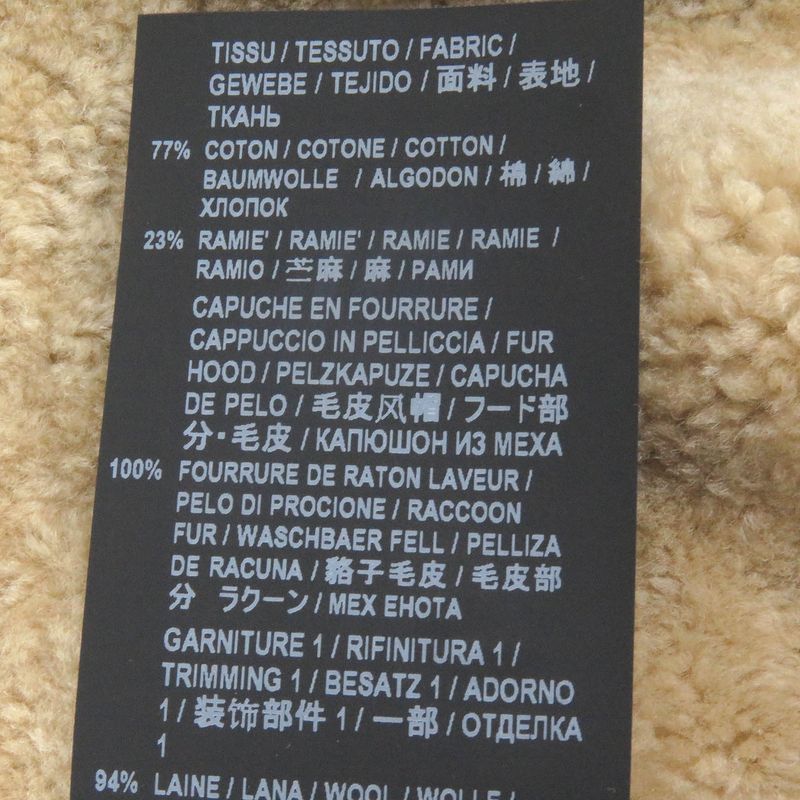 TISSU / TESSUTO / FABRIC /
GEWEBE / TEJIDO / 面料 / 表地 /
ТКАНЬ
77% COTON / COTONE / COTTON /
BAUMWOLLE / ALGODON / 棉 / 綿 /
ХЛОПОК
23% RAMIE' / RAMIE' / RAMIE / RAMIE /
RAMIO / 苎麻 / 麻 / РАМИ
CAPUCHE EN FOURRURE /
CAPPUCCIO IN PELLICCIA / FUR
HOOD / PELZKAPUZE / CAPUCHA
DE PELO / 毛皮风帽 / フード部
分・毛皮 / КАПЮШОН ИЗ МЕХА
100% FOURRURE DE RATON LAVEUR /
PELO DI PROCIONE / RACCOON
FUR / WASCHBAER FELL / PELLIZA
DE RACUNA / 貉子毛皮 / 毛皮部
分 ラクーン / МЕХ ЕНОТА
GARNITURE 1 / RIFINITURA 1 /
TRIMMING 1 / BESATZ 1 / ADORNO
1 / 装饰部件 1 / 一部 / ОТДЕЛКА
1
94% LAINE / LANA / WOOL / WOLLE /